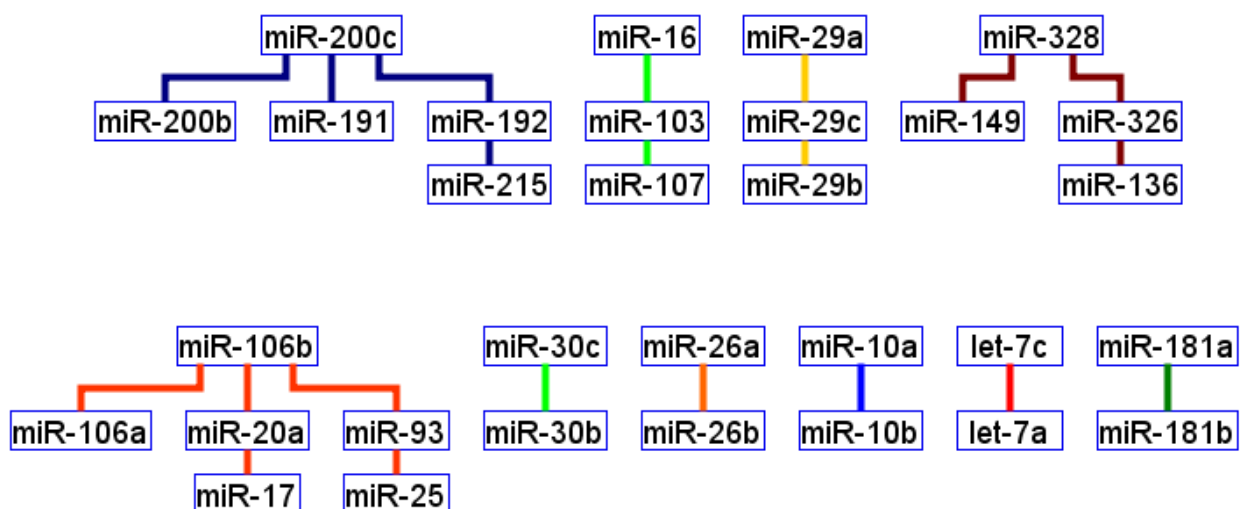 miR-200c miR-16 miR-29a miR-328
miR-200b miR-191 miR-192 miR-103 miR-29c miR-149 miR-326
miR-215 miR-107 miR-29b miR-136
miR-106b miR-30c miR-26a miR-10a let-7c miR-181a
miR-106a miR-20a miR-93 miR-30b miR-26b miR-10b let-7a miR-181b
miR-17 miR-25